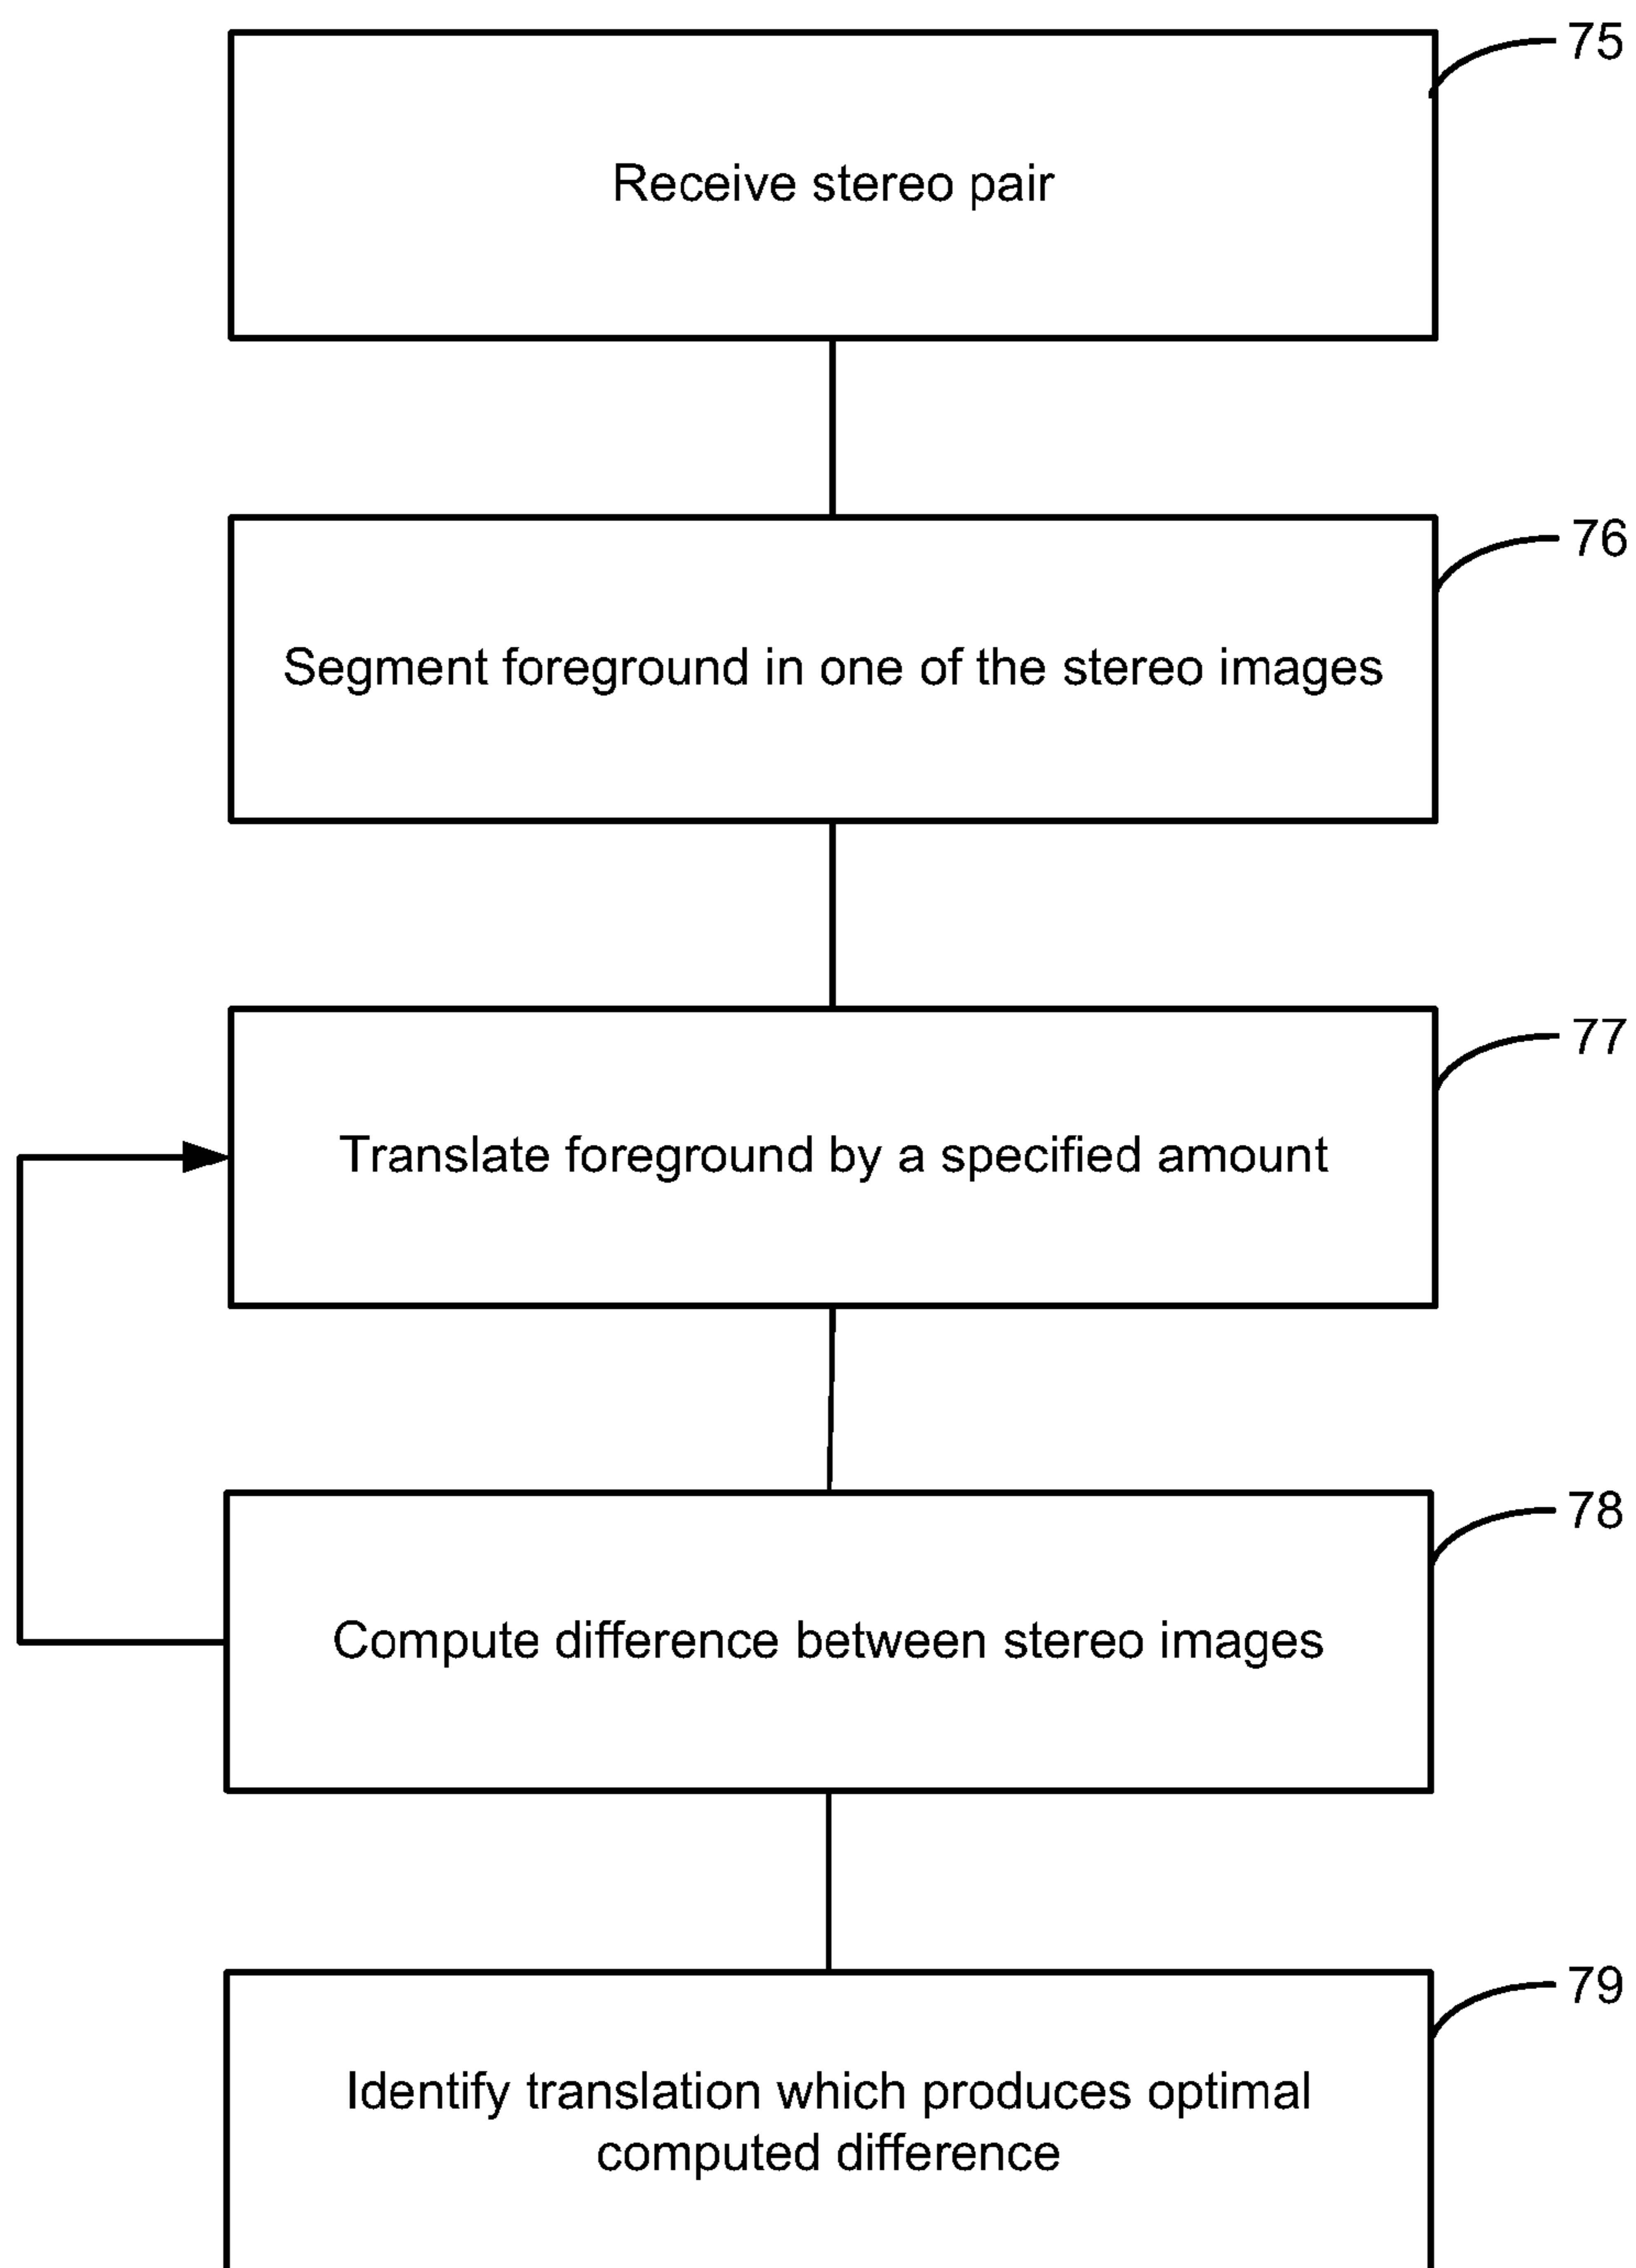 75
Receive stereo pair
76
Segment foreground in one of the stereo images
77
Translate foreground by a specified amount
78
Compute difference between stereo images
79
Identify translation which produces optimal
computed difference